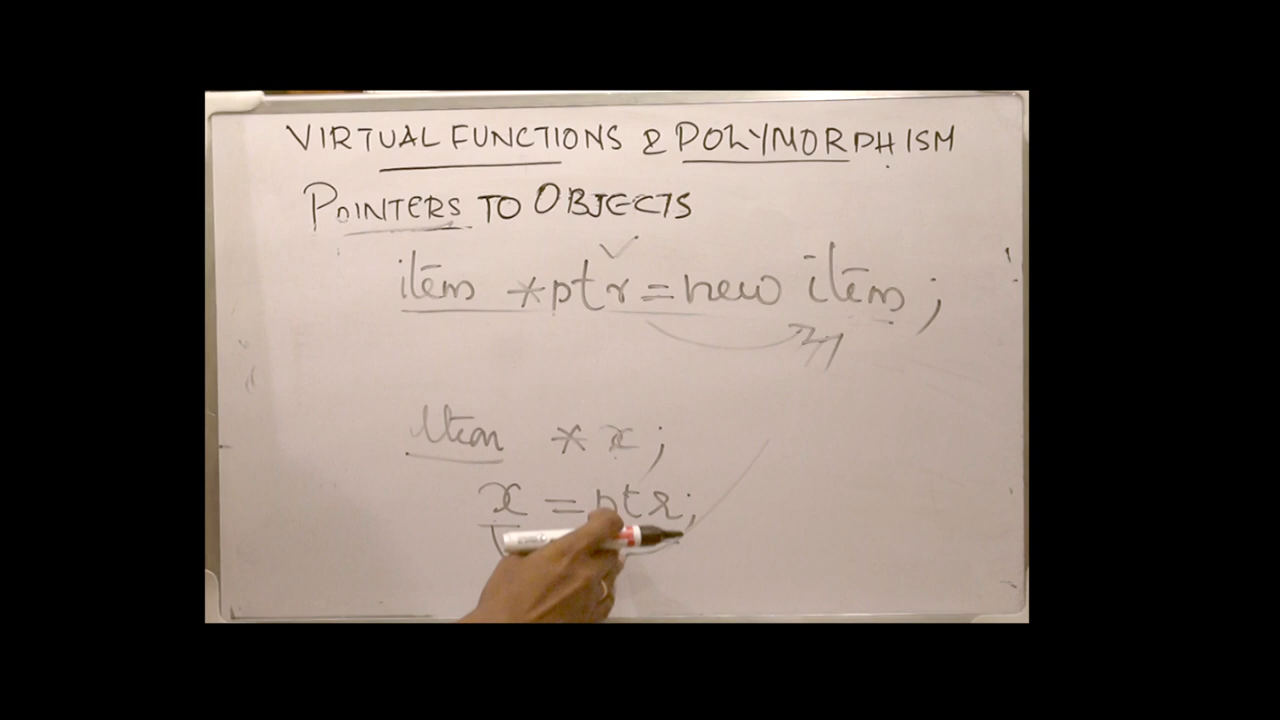 VIRTUAL FUNCTIONS & POLYMORPHISM
POINTERS TO OBJECTS
item *ptr = new item;
Item *x;
x = ptr;